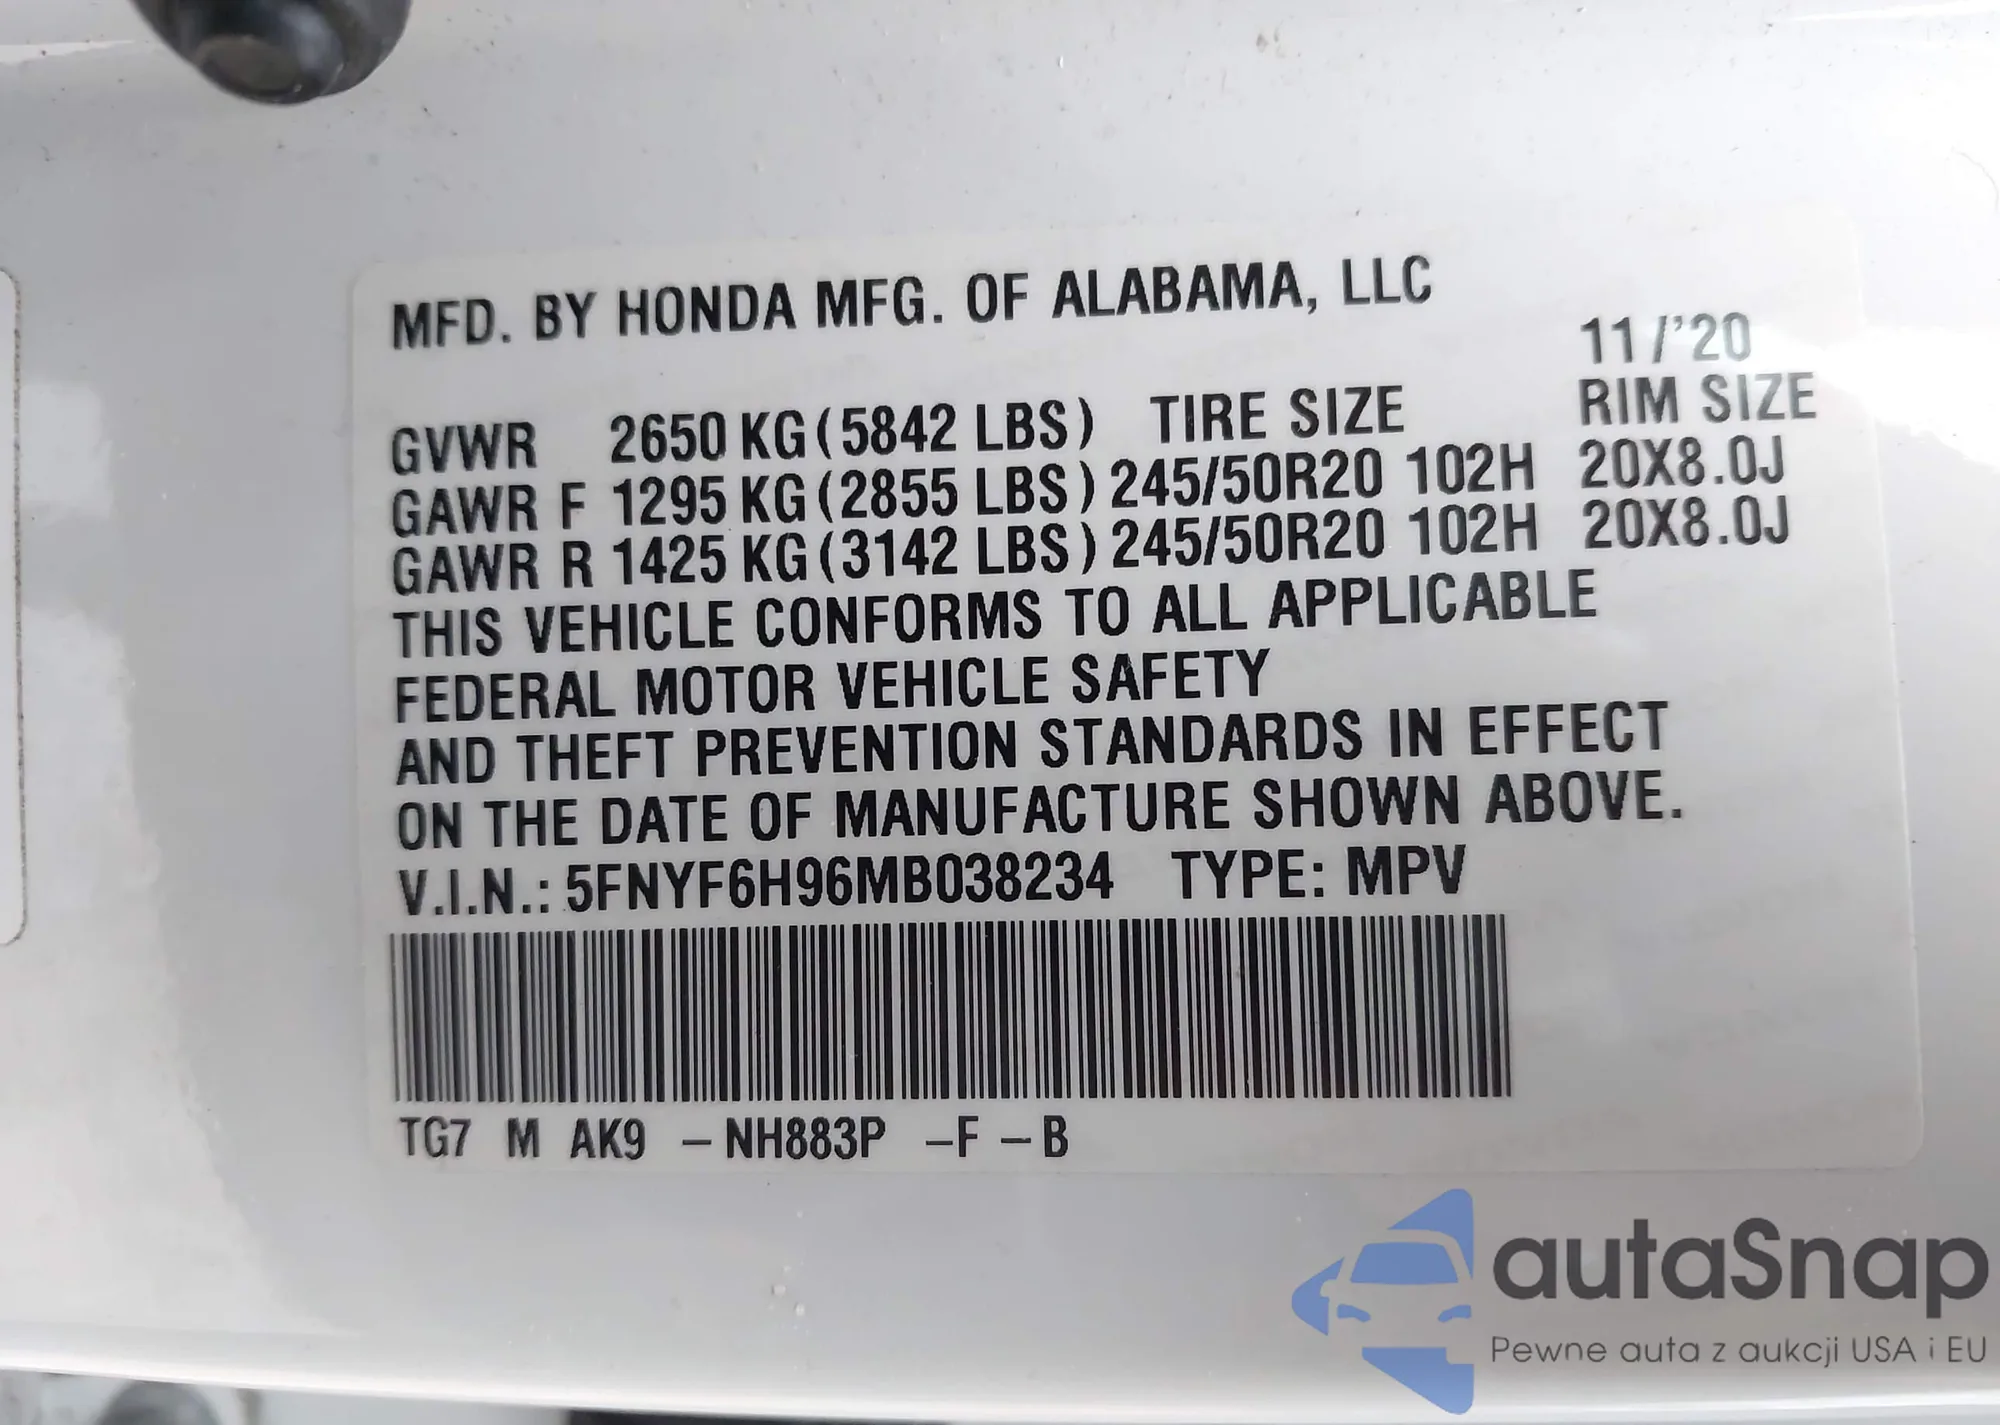 MFD. BY HONDA MFG. OF ALABAMA, LLC
11/'20
GVWR 2650 KG (5842 LBS) TIRE SIZE RIM SIZE
GAWR F 1295 KG (2855 LBS) 245/50R20 102H 20X8.0J
GAWR R 1425 KG (3142 LBS) 245/50R20 102H 20X8.0J
THIS VEHICLE CONFORMS TO ALL APPLICABLE
FEDERAL MOTOR VEHICLE SAFETY
AND THEFT PREVENTION STANDARDS IN EFFECT
ON THE DATE OF MANUFACTURE SHOWN ABOVE.
V.I.N.: 5FNYF6H96MB038234 TYPE: MPV
TG7 M AK9 – NH883P –F – B
autaSnap
Pewne auta z aukcji USA i EU